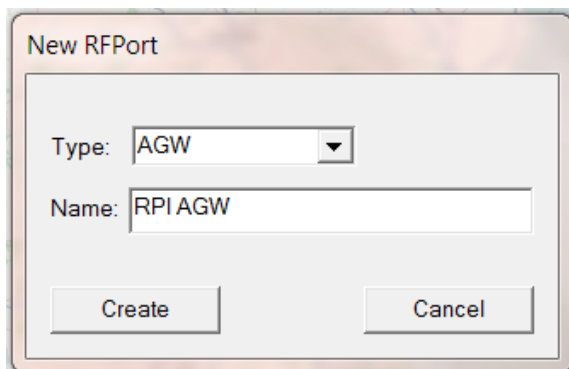 New RFPort
Type: AGW
Name: RPI AGW
Create Cancel